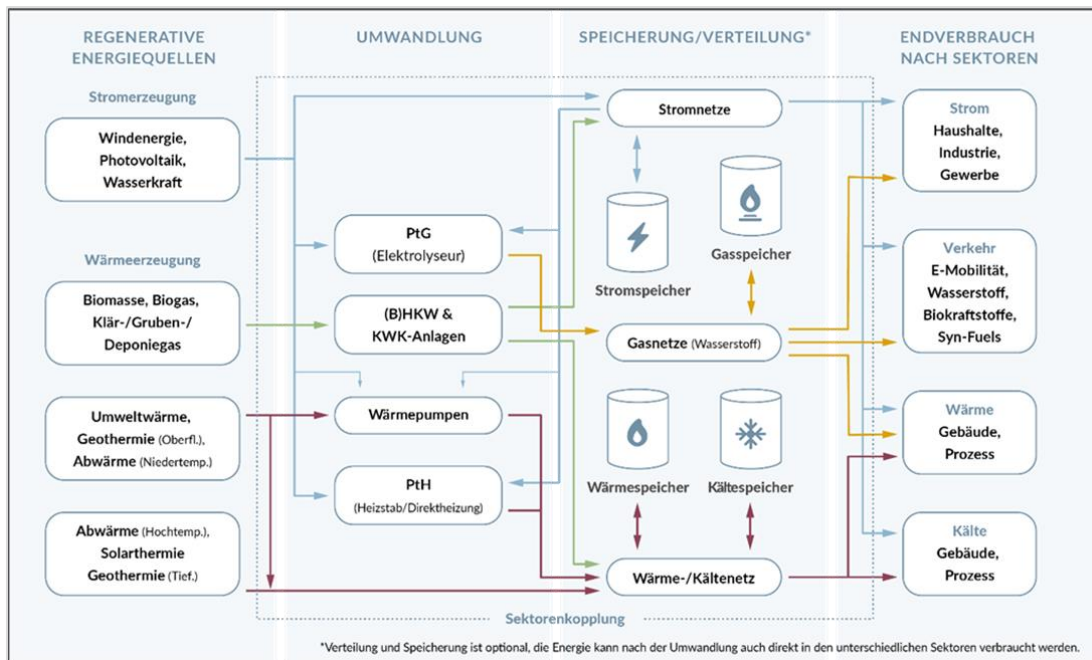 REGENERATIVE
ENERGIEQUELLEN
UMWANDLUNG
SPEICHERUNG/VERTEILUNG*
ENDVERBRAUCH
NACH SEKTOREN
Stromerzeugung
Windenergie,
Photovoltaik,
Wasserkraft
Wärmeerzeugung
Biomasse, Biogas,
Klär-/Gruben-/
Deponiegas
Umweltwärme,
Geothermie (Oberfl.),
Abwärme (Niedertemp.)
Abwärme (Hochtemp.),
Solarthermie
Geothermie (Tief.)
PtG
(Elektrolyseur)
(B)HKW &
KWK-Anlagen
Wärmepumpen
PtH
(Heizstab/Direktheizung)
Stromnetze
Stromspeicher
Gasspeicher
Gasnetze (Wasserstoff)
Wärmespeicher
Kältespeicher
Wärme-/Kältenetz
Strom
Haushalte,
Industrie,
Gewerbe
Verkehr
E-Mobilität,
Wasserstoff,
Biokraftstoffe,
Syn-Fuels
Wärme
Gebäude,
Prozess
Kälte
Gebäude,
Prozess
Sektorenkopplung
*Verteilung und Speicherung ist optional, die Energie kann nach der Umwandlung auch direkt in den unterschiedlichen Sektoren verbraucht werden.